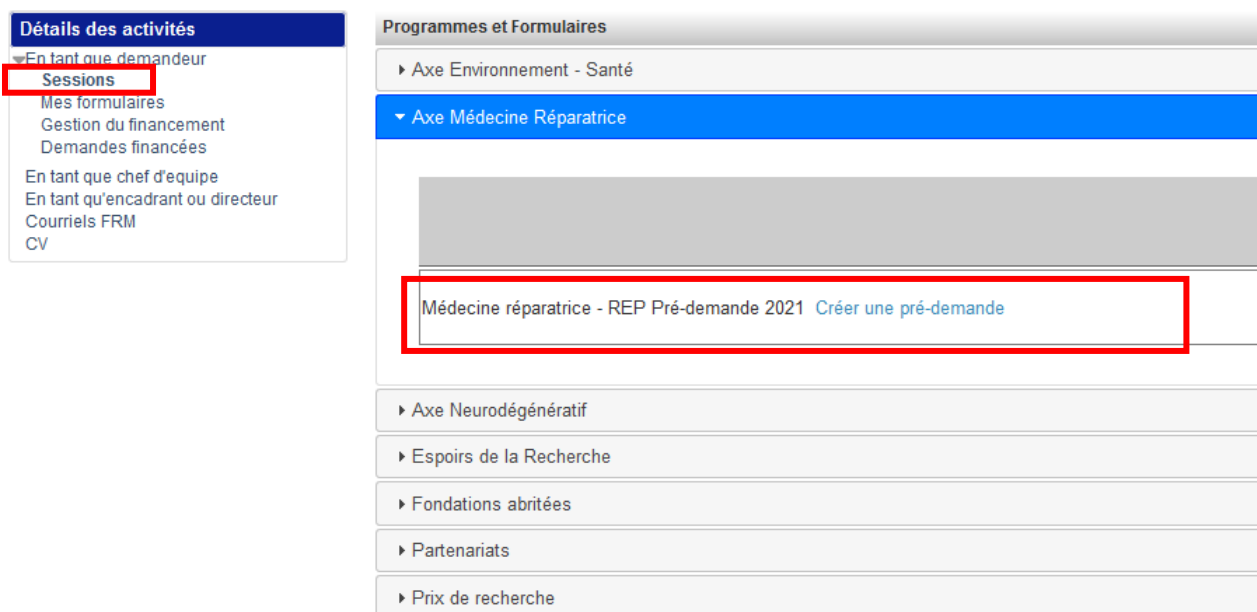 Détails des activités
En tant que demandeur
Sessions
Mes formulaires
Gestion du financement
Demandes financées
En tant que chef d'equipe
En tant qu'encadrant ou directeur
Courriels FRM
CV
Programmes et Formulaires
Axe Environnement - Santé
Axe Médecine Réparatrice
Médecine réparatrice - REP Pré-demande 2021 Créer une pré-demande
Axe Neurodégénératif
Espoirs de la Recherche
Fondations abritées
Partenariats
Prix de recherche